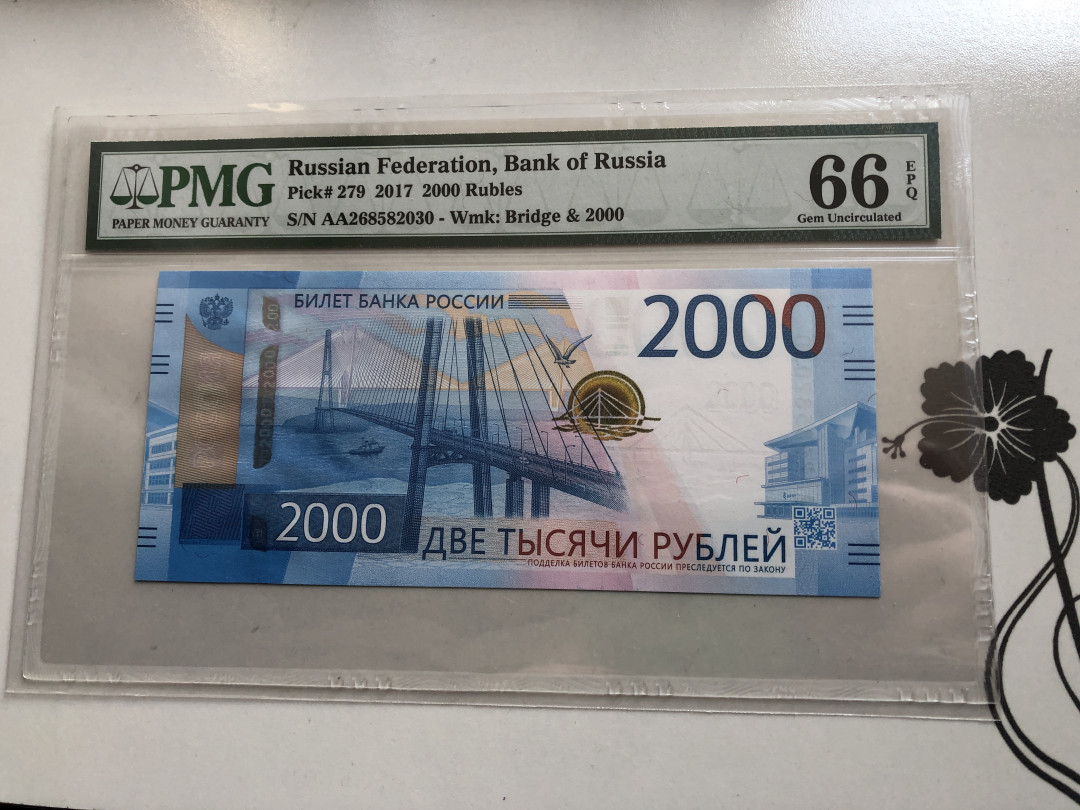 PMG
PAPER MONEY GUARANTY
Russian Federation, Bank of Russia
Pick# 279 2017 2000 Rubles
S/N AA268582030 - Wmk: Bridge & 2000
66
EPQ
Gem Uncirculated
БИЛЕТ БАНКА РОССИИ
2000
2000
ДВЕ ТЫСЯЧИ РУБЛЕЙ
ПОДДЕЛКА БИЛЕТОВ БАНКА РОССИИ ПРЕСЛЕДУЕТСЯ ПО ЗАКОНУ